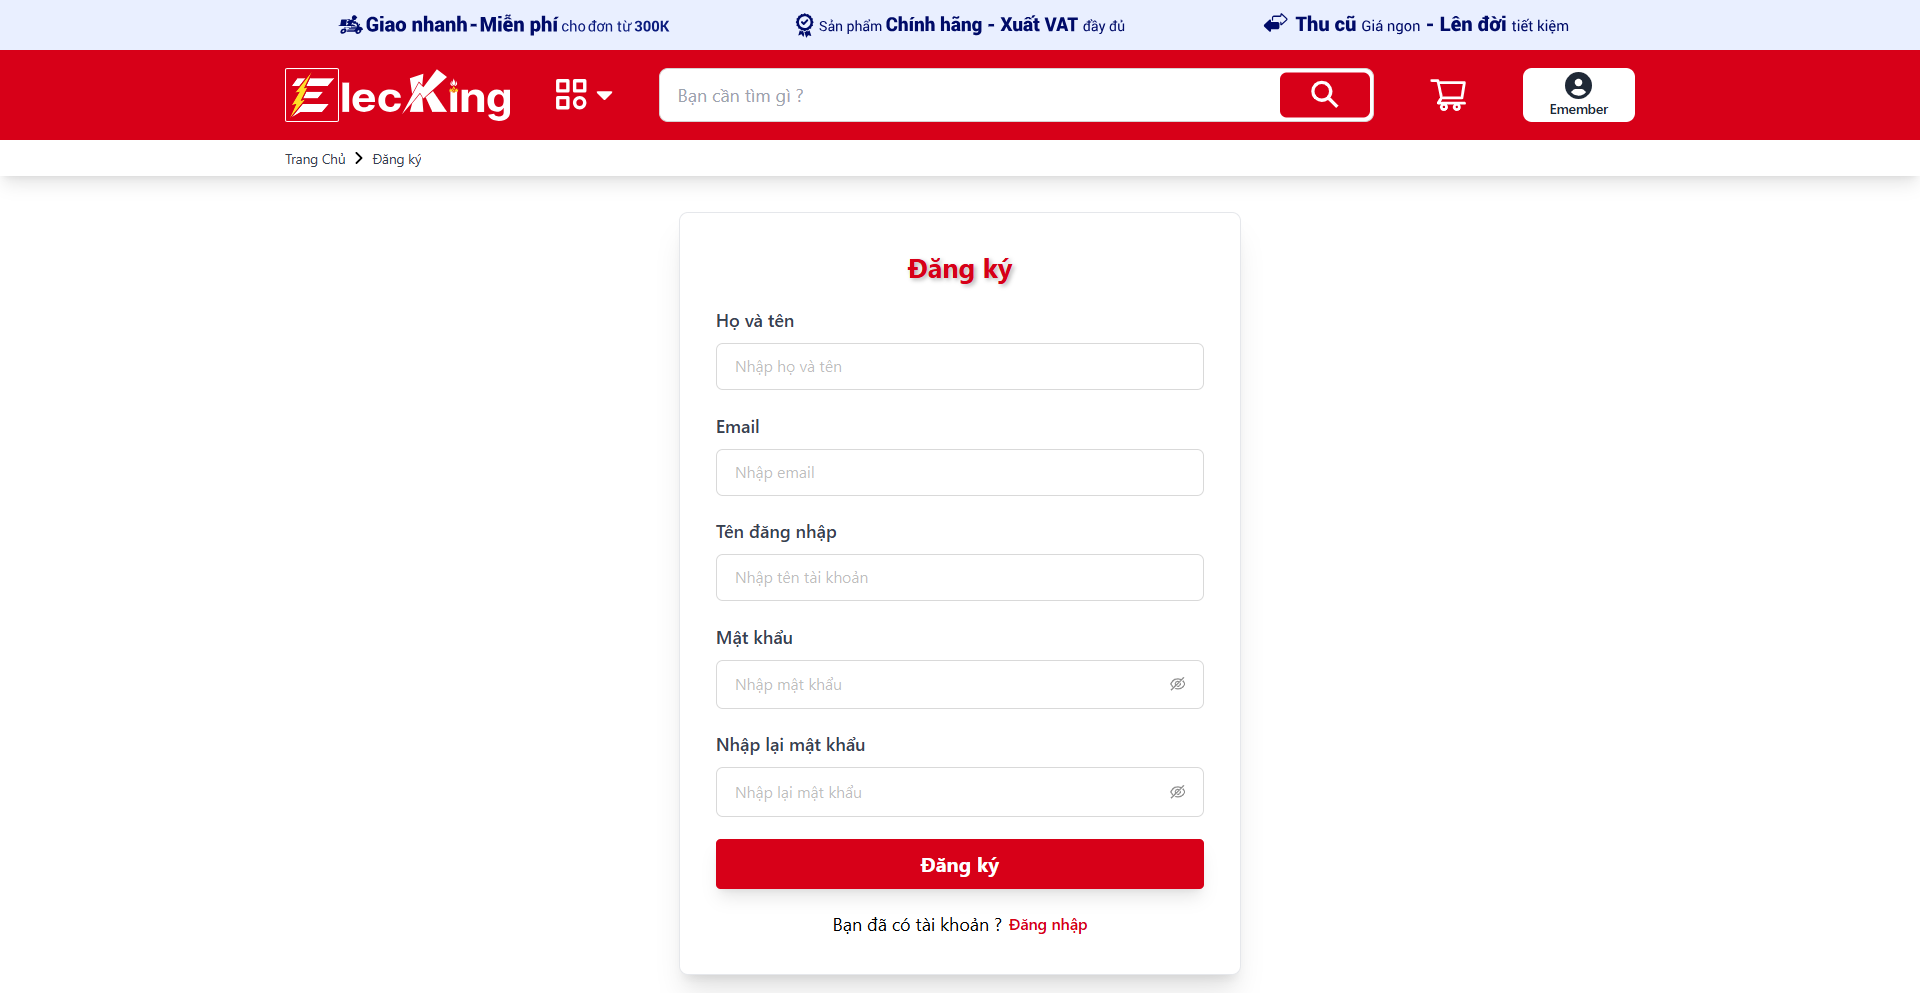 Giao nhanh - Miễn phí cho đơn từ 300K
Sản phẩm Chính hãng - Xuất VAT đầy đủ
Thu cũ Giá ngon - Lên đời tiết kiệm
ElecKing
Bạn cần tìm gì ?
Emember
Trang Chủ > Đăng ký
Đăng ký
Họ và tên
Nhập họ và tên
Email
Nhập email
Tên đăng nhập
Nhập tên tài khoản
Mật khẩu
Nhập mật khẩu
Nhập lại mật khẩu
Nhập lại mật khẩu
Đăng ký
Bạn đã có tài khoản ? Đăng nhập